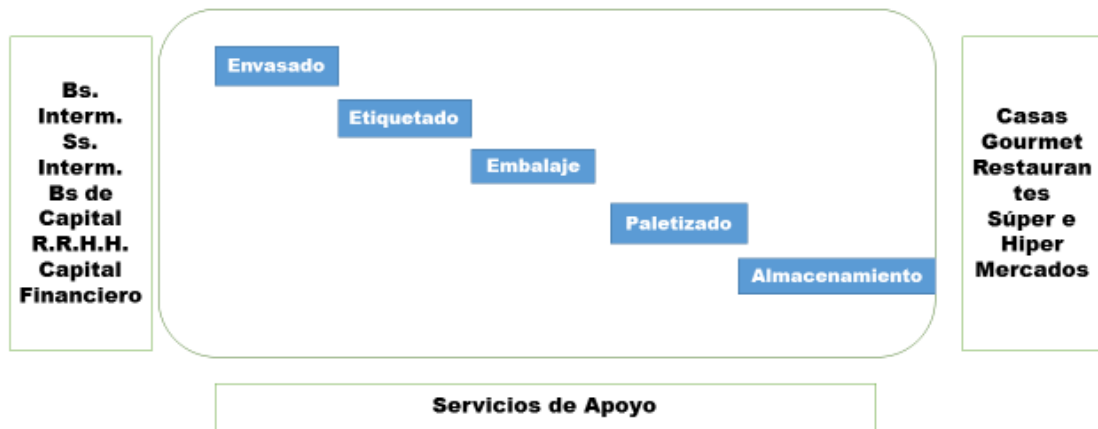 Bs.
Interm.
Ss.
Interm.
Bs de
Capital
R.R.H.H.
Capital
Financiero
Envasado
Etiquetado
Embalaje
Paletizado
Almacenamiento
Casas
Gourmet
Restauran
tes
Súper e
Hiper
Mercados
Servicios de Apoyo